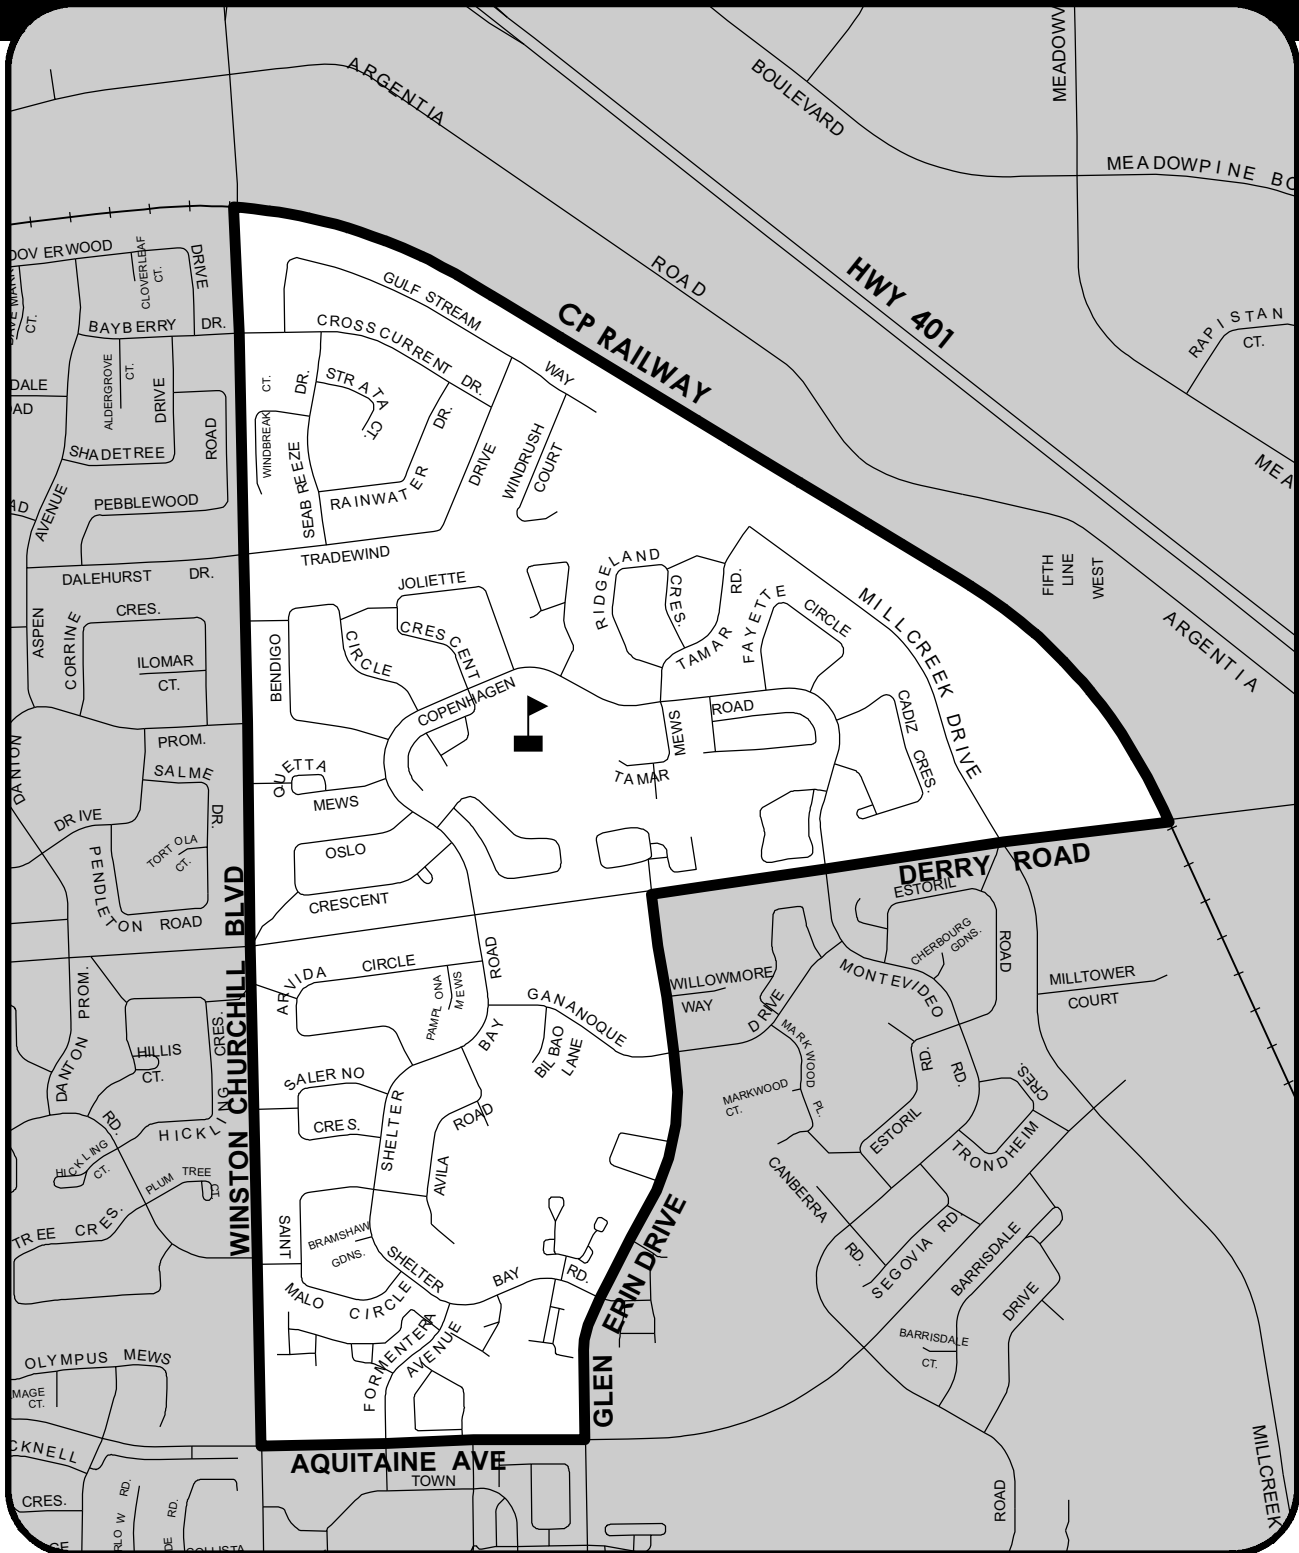 ARGENTIA
BOULEVARD
MEADOWPINE BO
ROAD
HWY 401
CP RAILWAY
RAPISTAN
CT.
MEA
CLOVERLEAF
CT.
DRIVE
CT.
BAYBERRY DR.
GULF STREAM
WAY
CROSSCURRENT DR.
STRATA
CT.
DR.
DR.
CT.
WINDBREAK
SEABREEZE
RAINWATER
DRIVE
WINDRUSH
COURT
ALDERGROVE
CT.
DRIVE
ROAD
DALE
SHADETREE
AVENUE
PEBBLEWOOD
TRADEWIND
DALEHURST DR.
ASPEN
CORRINE
CRES.
ILOMAR
CT.
BENDIGO
CIRCLE
JOLIETTE
CRESCENT
COPENHAGEN
RIDGELAND
CRES.
TAMAR
RD.
FAYETTE
CIRCLE
MILLCREEK DRIVE
FIFTH
LINE
WEST
ARGENTIA
CADIZ
CRES.
ROAD
MEWS
TAMAR
DANTON
PROM.
SALME
DR.
DRIVE
TORTOLA
CT.
PENDLETON
ROAD
QUETTA
MEWS
OSLO
CRESCENT
DERRY ROAD
ESTORIL
CHERBOURG
GDNS.
ROAD
MONTEVIDEO
RD.
MILLTOWER
COURT
WINSTON CHURCHILL BLVD
ARVIDA
CIRCLE
PAMPLONA
MEWS
ROAD
GANANOQUE
BAY
BILBAO
LANE
WILLOWMORE
WAY
DRIVE
MARKWOOD
PL.
MARKWOOD
CT.
DANTON
PROM.
HILLIS
CT.
CRES.
HICKLING
RD.
HICKLING
CT.
PLUM TREE
CT.
TREE CRES.
SALERNO
CRES.
SHELTER
ROAD
AVILA
ESTORIL
RD.
CRES.
TRONDHEIM
CANBERRA
RD.
SEGOVIA RD
BARRISDALE
DRIVE
BARRISDALE
CT.
SAINT
MALO
CIRCLE
BRAMSHAW
GDNS.
SHELTER
BAY
RD.
FORMENTERA
AVENUE
GLEN ERIN DRIVE
OLYMPUS MEWS
CT.
CRES.
RD.
RD.
AQUITAINE AVE
TOWN
ROAD
MILLCREEK